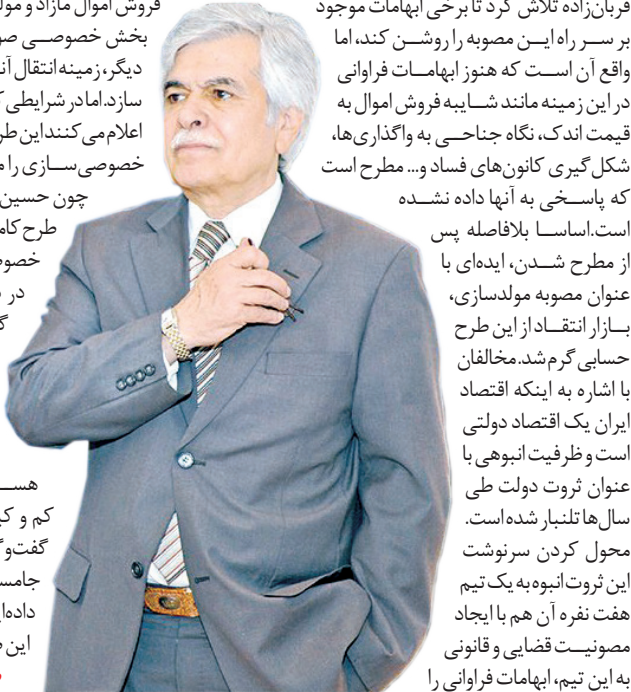 قربان‌زاده تلاش کرد تا برخی ابهامات موجود
بر سر راه این مصوبه را روشن کند، اما
واقع آن است که هنوز ابهامات فراوانی
در این زمینه مانند شایبه فروش اموال به
قیمت اندک، نگاه جناحی به واگذاری‌ها،
شکل گیری کانون‌های فساد و... مطرح است
که پاسخی به آنها داده نشده
است.اساسا بلافاصله پس
از مطرح شدن، ایده‌ای با
عنوان مصوبه مولدسازی،
بازار انتقاد از این طرح
حسابی گرم شد.مخالفان
با اشاره به اینکه اقتصاد
ایران یک اقتصاد دولتی
است و ظرفیت انبوهی با
عنوان ثروت دولت طی
سال‌ها تلنبار شده است.
محول کردن سرنوشت
این ثروت انبوه به یک تیم
هفت نفره آن هم با ایجاد
مصونیت قضایی و قانونی
به این تیم، ابهامات فراوانی را
فروش اموال مازاد و
بخش خصوصی
دیگر، زمینه انتقال
سازد.اما در شرایطی
اعلام می‌کنند این
خصوصی‌سازی را
چون حسین
طرح
در
کم و
این